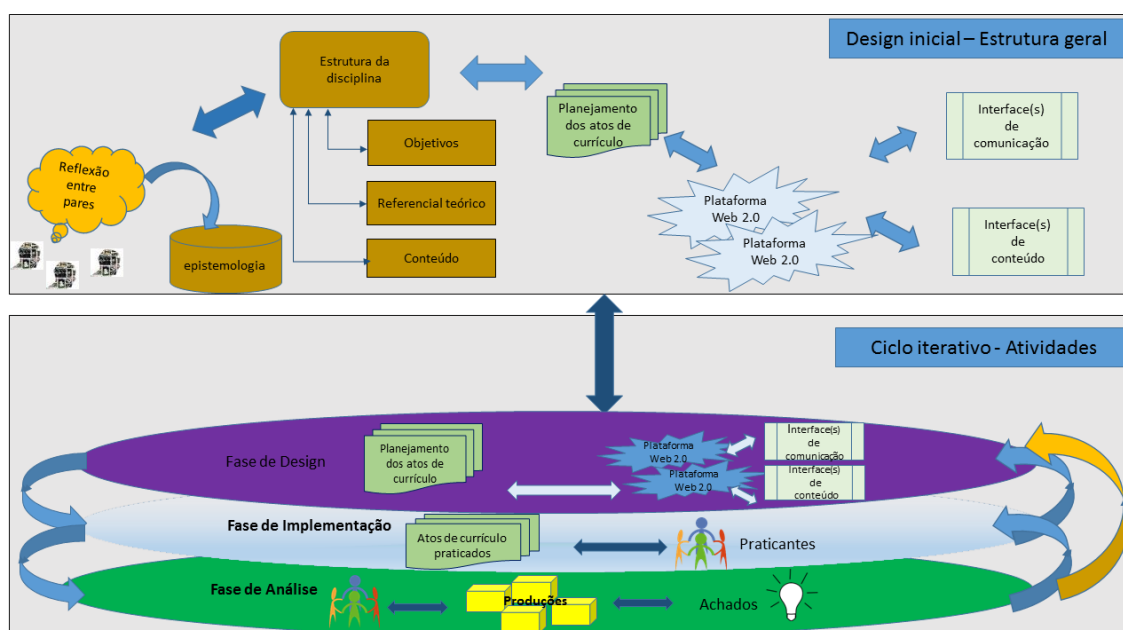 Design inicial – Estrutura geral
Estrutura da
disciplina
Planejamento
dos atos de
currículo
Interface(s)
de
comunicação
Objetivos
Reflexão
entre
pares
Referencial teórico
Plataforma
Web 2.0
Plataforma
Web 2.0
Interface(s)
de
conteúdo
epistemologia
Conteúdo
Ciclo iterativo - Atividades
Fase de Design
Planejamento
dos atos de
currículo
Plataforma
Web 2.0
Plataforma
Web 2.0
Interface(s)
de
comunicação
Interface(s)
de
conteúdo
Fase de Implementação
Atos de currículo
praticados
Praticantes
Fase de Análise
Produções
Achados